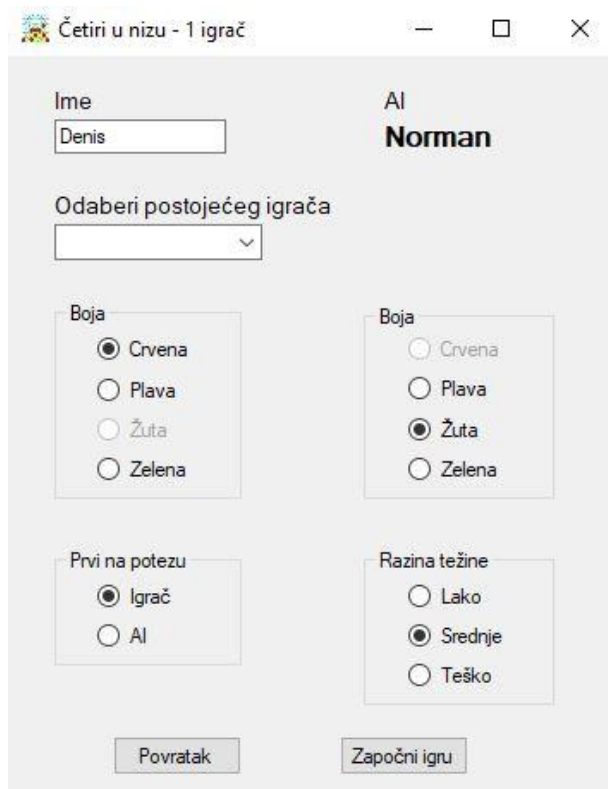 Četiri u nizu - 1 igrač
Ime
AI
Denis
Norman
Odaberi postojećeg igrača
Boja
Crvena
Plava
Žuta
Zelena
Boja
Crvena
Plava
Žuta
Zelena
Prvi na potezu
Igrač
AI
Razina težine
Lako
Srednje
Teško
Povratak
Započni igru